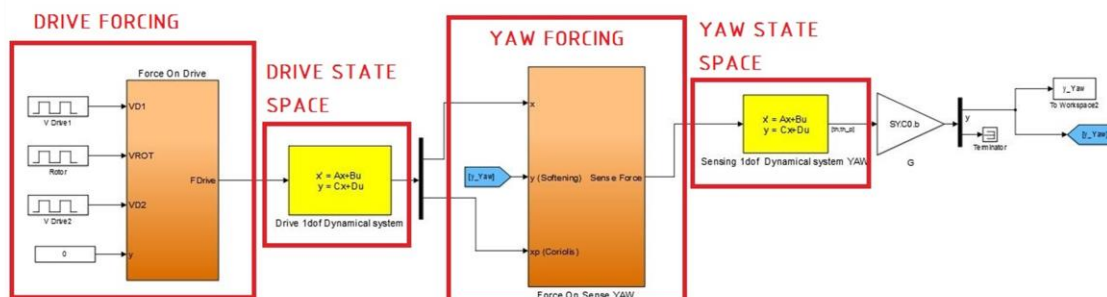 DRIVE FORCING
DRIVE STATE
SPACE
YAW FORCING
YAW STATE
SPACE
Force On Drive
V Drive1
VD1
Rotor
VROT
V Drive2
VD2
0
y
FDrive
x' = Ax+Bu
y = Cx+Du
Drive 1dof Dynamical system
x
[y_Yaw]
y (Softening)
Sense Force
xp (Coriolis)
Force On Sense YAW
x' = Ax+Bu
y = Cx+Du
Sensing 1dof Dynamical system YAW
SYC0.b
G
y
y_Yaw
To Workspace2
[y_Yaw]
Terminator